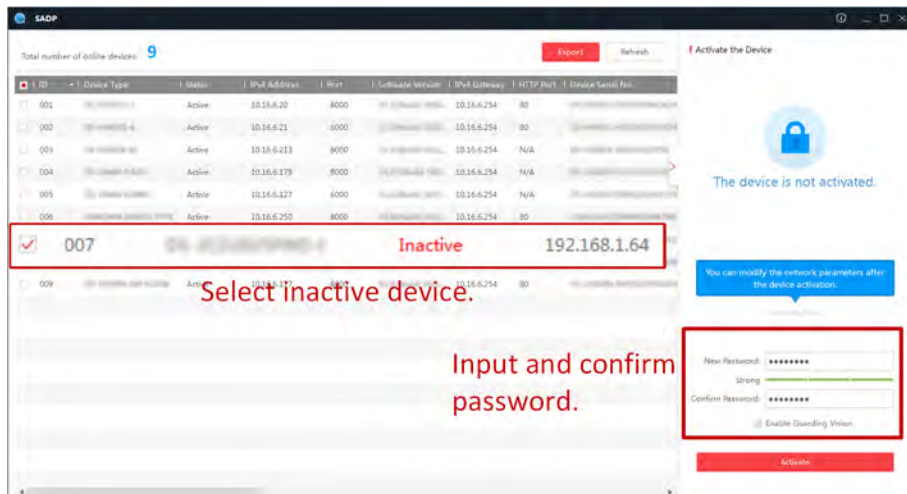 SADP
Total number of online devices: 9
Export
Refresh
Activate the Device
ID Device Type Status IPv4 Address Port Software Version IPv4 Gateway HTTP Port Device Serial No.
001 Active 10.16.6.20 8000 10.16.6.254 80
002 Active 10.16.6.21 8000 10.16.6.254 80
003 Active 10.16.6.213 8000 10.16.6.254 N/A
004 Active 10.16.6.179 8000 10.16.6.254 N/A
005 Active 10.16.6.127 8000 10.16.6.254 N/A
006 Active 10.16.6.250 8000 10.16.6.254 80
The device is not activated.
007 Inactive 192.168.1.64
009 Active 10.16.6.254 80
Select inactive device.
You can modify the network parameters after
the device activation.
Input and confirm
password.
New Password: ●●●●●●●●
Strong
Confirm Password: ●●●●●●●●
Enable Guarding Vision
Activate